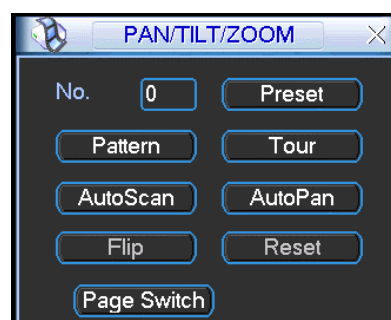 PAN/TILT/ZOOM
No. 0 Preset
Pattern Tour
AutoScan AutoPan
Flip Reset
Page Switch